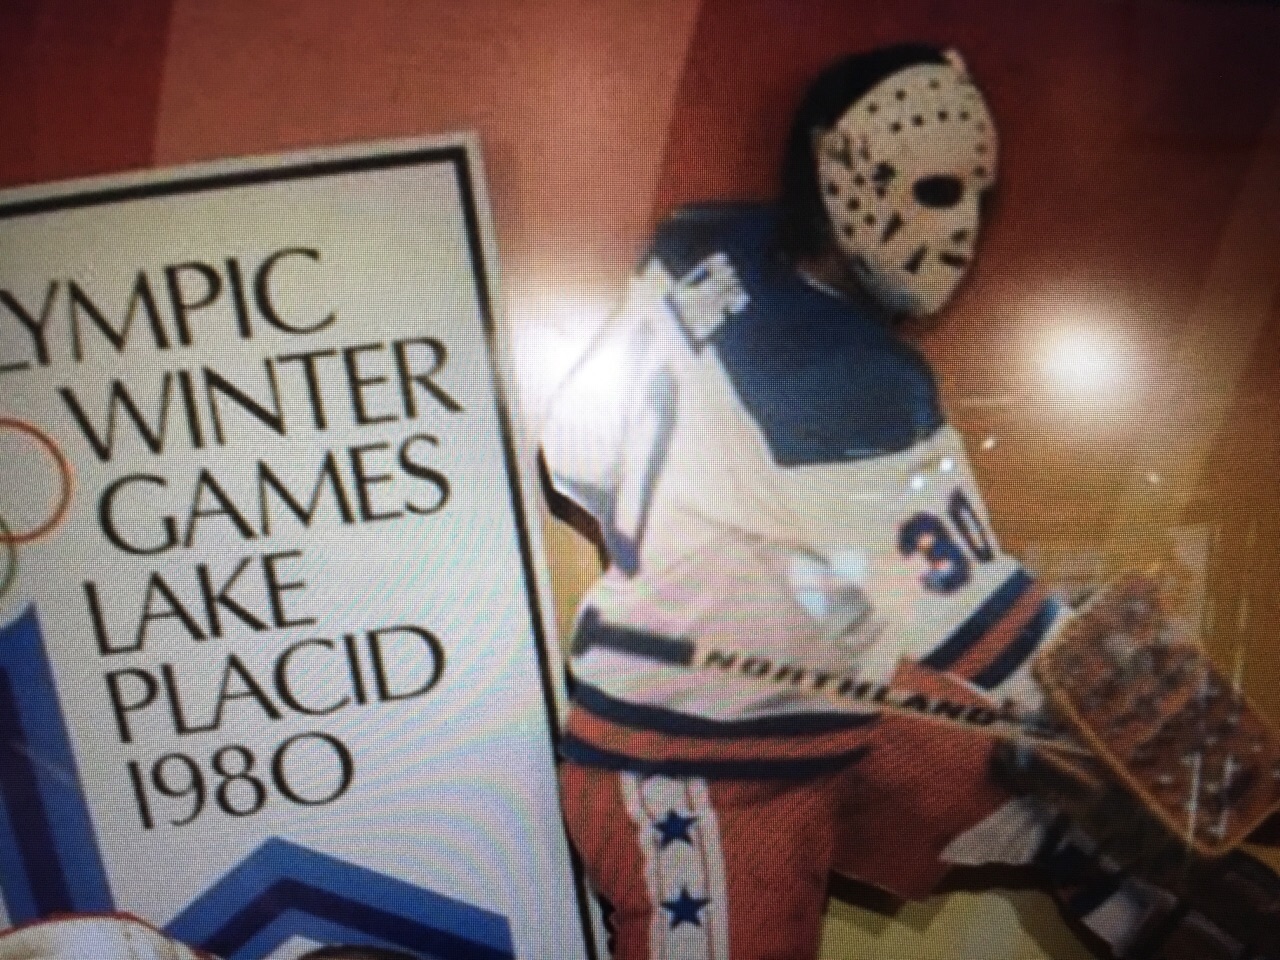 LYMPIC
WINTER
GAMES
LAKE
PLACID
1980
30
NORTHLAND